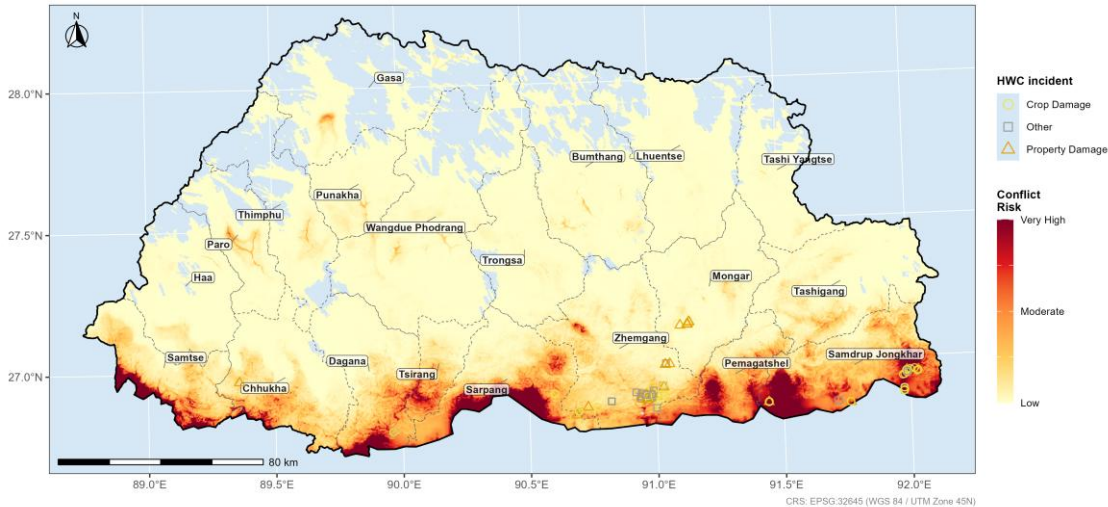 N
28.0°N
27.5°N
27.0°N
Gasa
Bumthang
Lhuentse
Tashi Yangtse
Punakha
Thimphu
Wangdue Phodrang
Paro
Trongsa
Haa
Mongar
Tashigang
Zhemgang
Samtse
Dagana
Pemagatshel
Samdrup Jongkhar
Chhukha
Tsirang
Sarpang
80 km
89.0°E 89.5°E 90.0°E 90.5°E 91.0°E 91.5°E 92.0°E
HWC incident
Crop Damage
Other
Property Damage
Conflict
Risk
Very High
Moderate
Low
CRS: EPSG:32645 (WGS 84 / UTM Zone 45N)